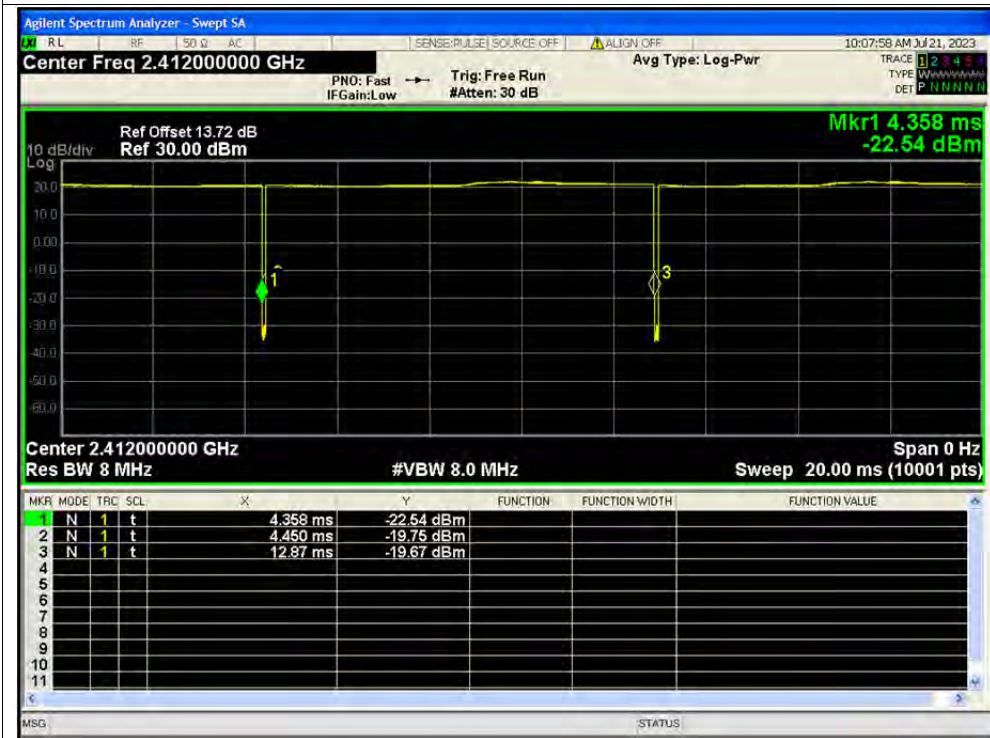 Agilent Spectrum Analyzer - Swept SA
LXI RL RF 50 Ω AC SENSE:PULSE SOURCE OFF ALIGN OFF 10:07:58 AM Jul 21, 2023
Center Freq 2.412000000 GHz
Avg Type: Log-Pwr
TRACE 1 2 3 4 5 6
PNO: Fast
Trig: Free Run
TYPE
IFGain:Low
#Atten: 30 dB
DET P N N N N N
Mkr1 4.358 ms
-22.54 dBm
Ref Offset 13.72 dB
10 dB/div Ref 30.00 dBm
Log
20.0
10.0
0.00
-10.0
-20.0
-30.0
-40.0
-50.0
-60.0
1
3
Center 2.412000000 GHz Span 0 Hz
Res BW 8 MHz #VBW 8.0 MHz Sweep 20.00 ms (10001 pts)
MKR MODE TRC SCL X Y FUNCTION FUNCTION WIDTH FUNCTION VALUE
1 N 1 t 4.358 ms -22.54 dBm
2 N 1 t 4.450 ms -19.75 dBm
3 N 1 t 12.87 ms -19.67 dBm
4
5
6
7
8
9
10
11
MSG STATUS